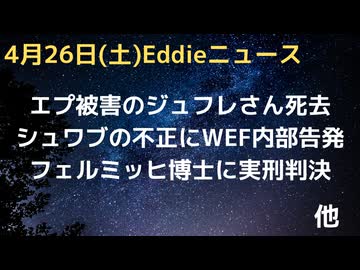 4月26日(土)Eddieニュース
エプ被害のジュフレさん死去
シュワブの不正にWEF内部告発
フェルミッヒ博士に実刑判決
他